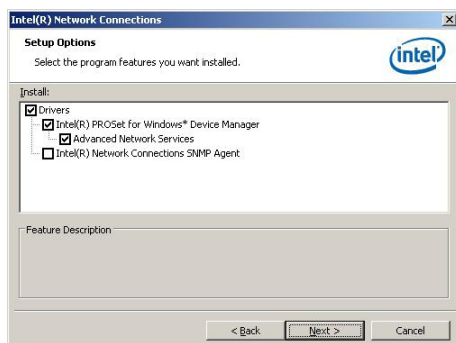 Intel(R) Network Connections
Setup Options
Select the program features you want installed.
intel
Install:
Drivers
Intel(R) PROSet for Windows* Device Manager
Advanced Network Services
Intel(R) Network Connections SNMP Agent
Feature Description
< Back
Next >
Cancel